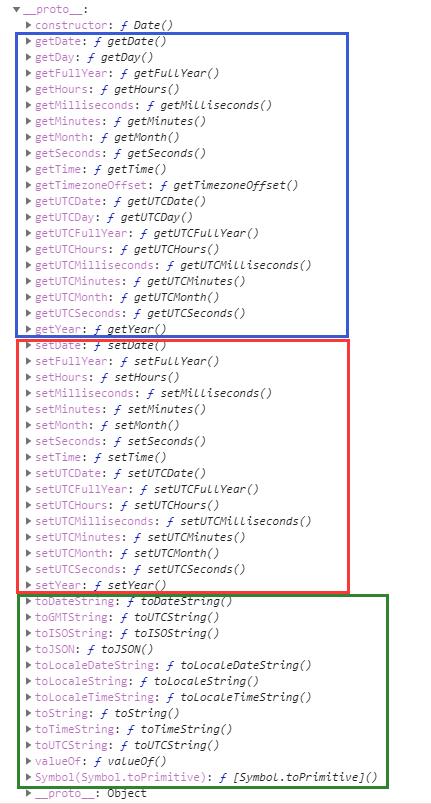 __proto__:
constructor: ƒ Date()
getDate: ƒ getDate()
getDay: ƒ getDay()
getFullYear: ƒ getFullYear()
getHours: ƒ getHours()
getMilliseconds: ƒ getMilliseconds()
getMinutes: ƒ getMinutes()
getMonth: ƒ getMonth()
getSeconds: ƒ getSeconds()
getTime: ƒ getTime()
getTimezoneOffset: ƒ getTimezoneOffset()
getUTCDate: ƒ getUTCDate()
getUTCDay: ƒ getUTCDay()
getUTCFullYear: ƒ getUTCFullYear()
getUTCHours: ƒ getUTCHours()
getUTCMilliseconds: ƒ getUTCMilliseconds()
getUTCMinutes: ƒ getUTCMinutes()
getUTCMonth: ƒ getUTCMonth()
getUTCSeconds: ƒ getUTCSeconds()
getYear: ƒ getYear()
setDate: ƒ setDate()
setFullYear: ƒ setFullYear()
setHours: ƒ setHours()
setMilliseconds: ƒ setMilliseconds()
setMinutes: ƒ setMinutes()
setMonth: ƒ setMonth()
setSeconds: ƒ setSeconds()
setTime: ƒ setTime()
setUTCDate: ƒ setUTCDate()
setUTCFullYear: ƒ setUTCFullYear()
setUTCHours: ƒ setUTCHours()
setUTCMilliseconds: ƒ setUTCMilliseconds()
setUTCMinutes: ƒ setUTCMinutes()
setUTCMonth: ƒ setUTCMonth()
setUTCSeconds: ƒ setUTCSeconds()
setYear: ƒ setYear()
toDateString: ƒ toDateString()
toGMTString: ƒ toUTCString()
toISOString: ƒ toISOString()
toJSON: ƒ toJSON()
toLocaleDateString: ƒ toLocaleDateString()
toLocaleString: ƒ toLocaleString()
toLocaleTimeString: ƒ toLocaleTimeString()
toString: ƒ toString()
toTimeString: ƒ toTimeString()
toUTCString: ƒ toUTCString()
valueOf: ƒ valueOf()
Symbol(Symbol.toPrimitive): ƒ [Symbol.toPrimitive]()
__proto__: Object